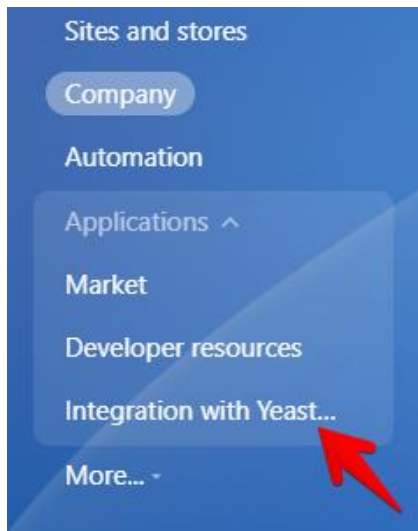 Sites and stores
Company
Automation
Applications
Market
Developer resources
Integration with Yeast...
More...